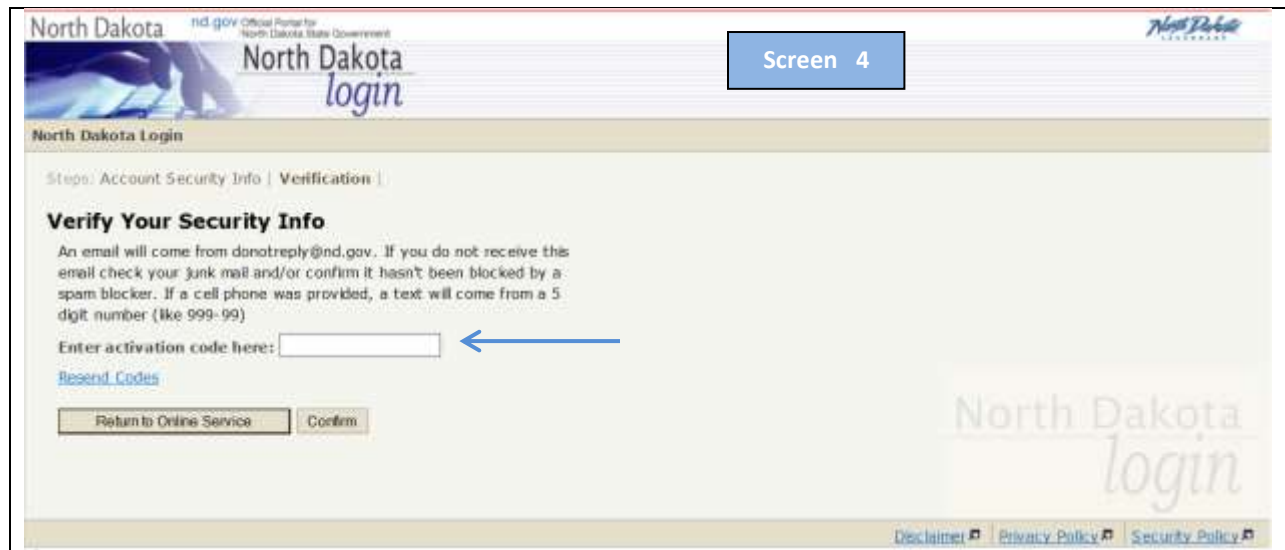 North Dakota nd.gov Official Portal for
North Dakota State Government
North Dakota
login
Screen 4
North Dakota
LEGENDARY
North Dakota Login
Steps: Account Security Info | Verification |
Verify Your Security Info
An email will come from donotreply@nd.gov. If you do not receive this
email check your junk mail and/or confirm it hasn't been blocked by a
spam blocker. If a cell phone was provided, a text will come from a 5
digit number (like 999-99)
Enter activation code here:
Resend Codes
Return to Online Service Confirm
North Dakota
login
Disclaimer | Privacy Policy | Security Policy